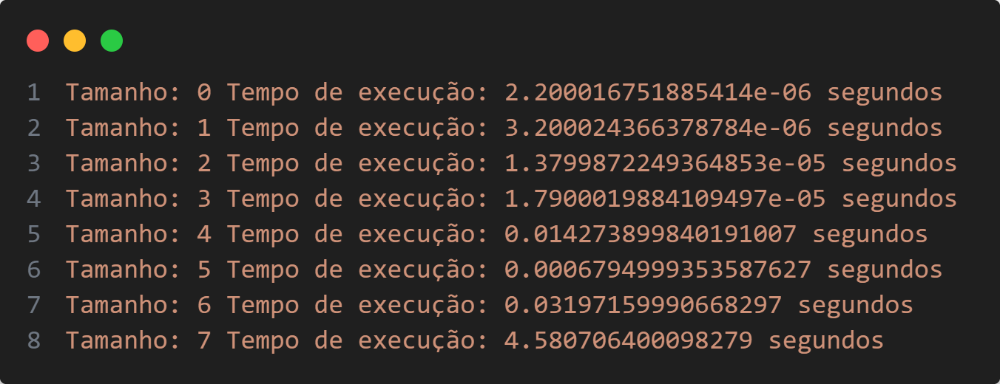 1 Tamanho: 0 Tempo de execução: 2.200016751885414e-06 segundos
2 Tamanho: 1 Tempo de execução: 3.200024366378784e-06 segundos
3 Tamanho: 2 Tempo de execução: 1.3799872249364853e-05 segundos
4 Tamanho: 3 Tempo de execução: 1.7900019884109497e-05 segundos
5 Tamanho: 4 Tempo de execução: 0.014273899840191007 segundos
6 Tamanho: 5 Tempo de execução: 0.0006794999353587627 segundos
7 Tamanho: 6 Tempo de execução: 0.03197159990668297 segundos
8 Tamanho: 7 Tempo de execução: 4.580706400098279 segundos